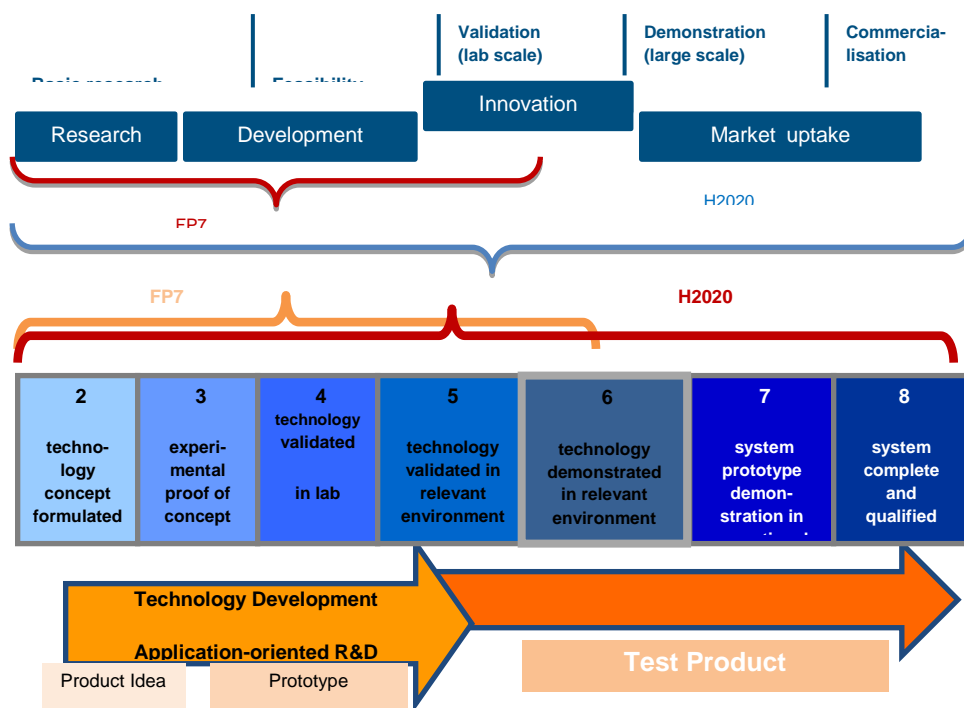 Validation
(lab scale)
Demonstration
(large scale)
Commercia-
lisation
Basic research
Feasibility
Research
Development
Innovation
Market uptake
FP7
H2020
FP7
H2020
2
techno-
logy
concept
formulated
3
experi-
mental
proof of
concept
4
technology
validated
in lab
5
technology
validated in
relevant
environment
6
technology
demonstrated
in relevant
environment
7
system
prototype
demon-
stration in
8
system
complete
and
qualified
Technology Development
Application-oriented R&D
Product Idea
Prototype
Test Product